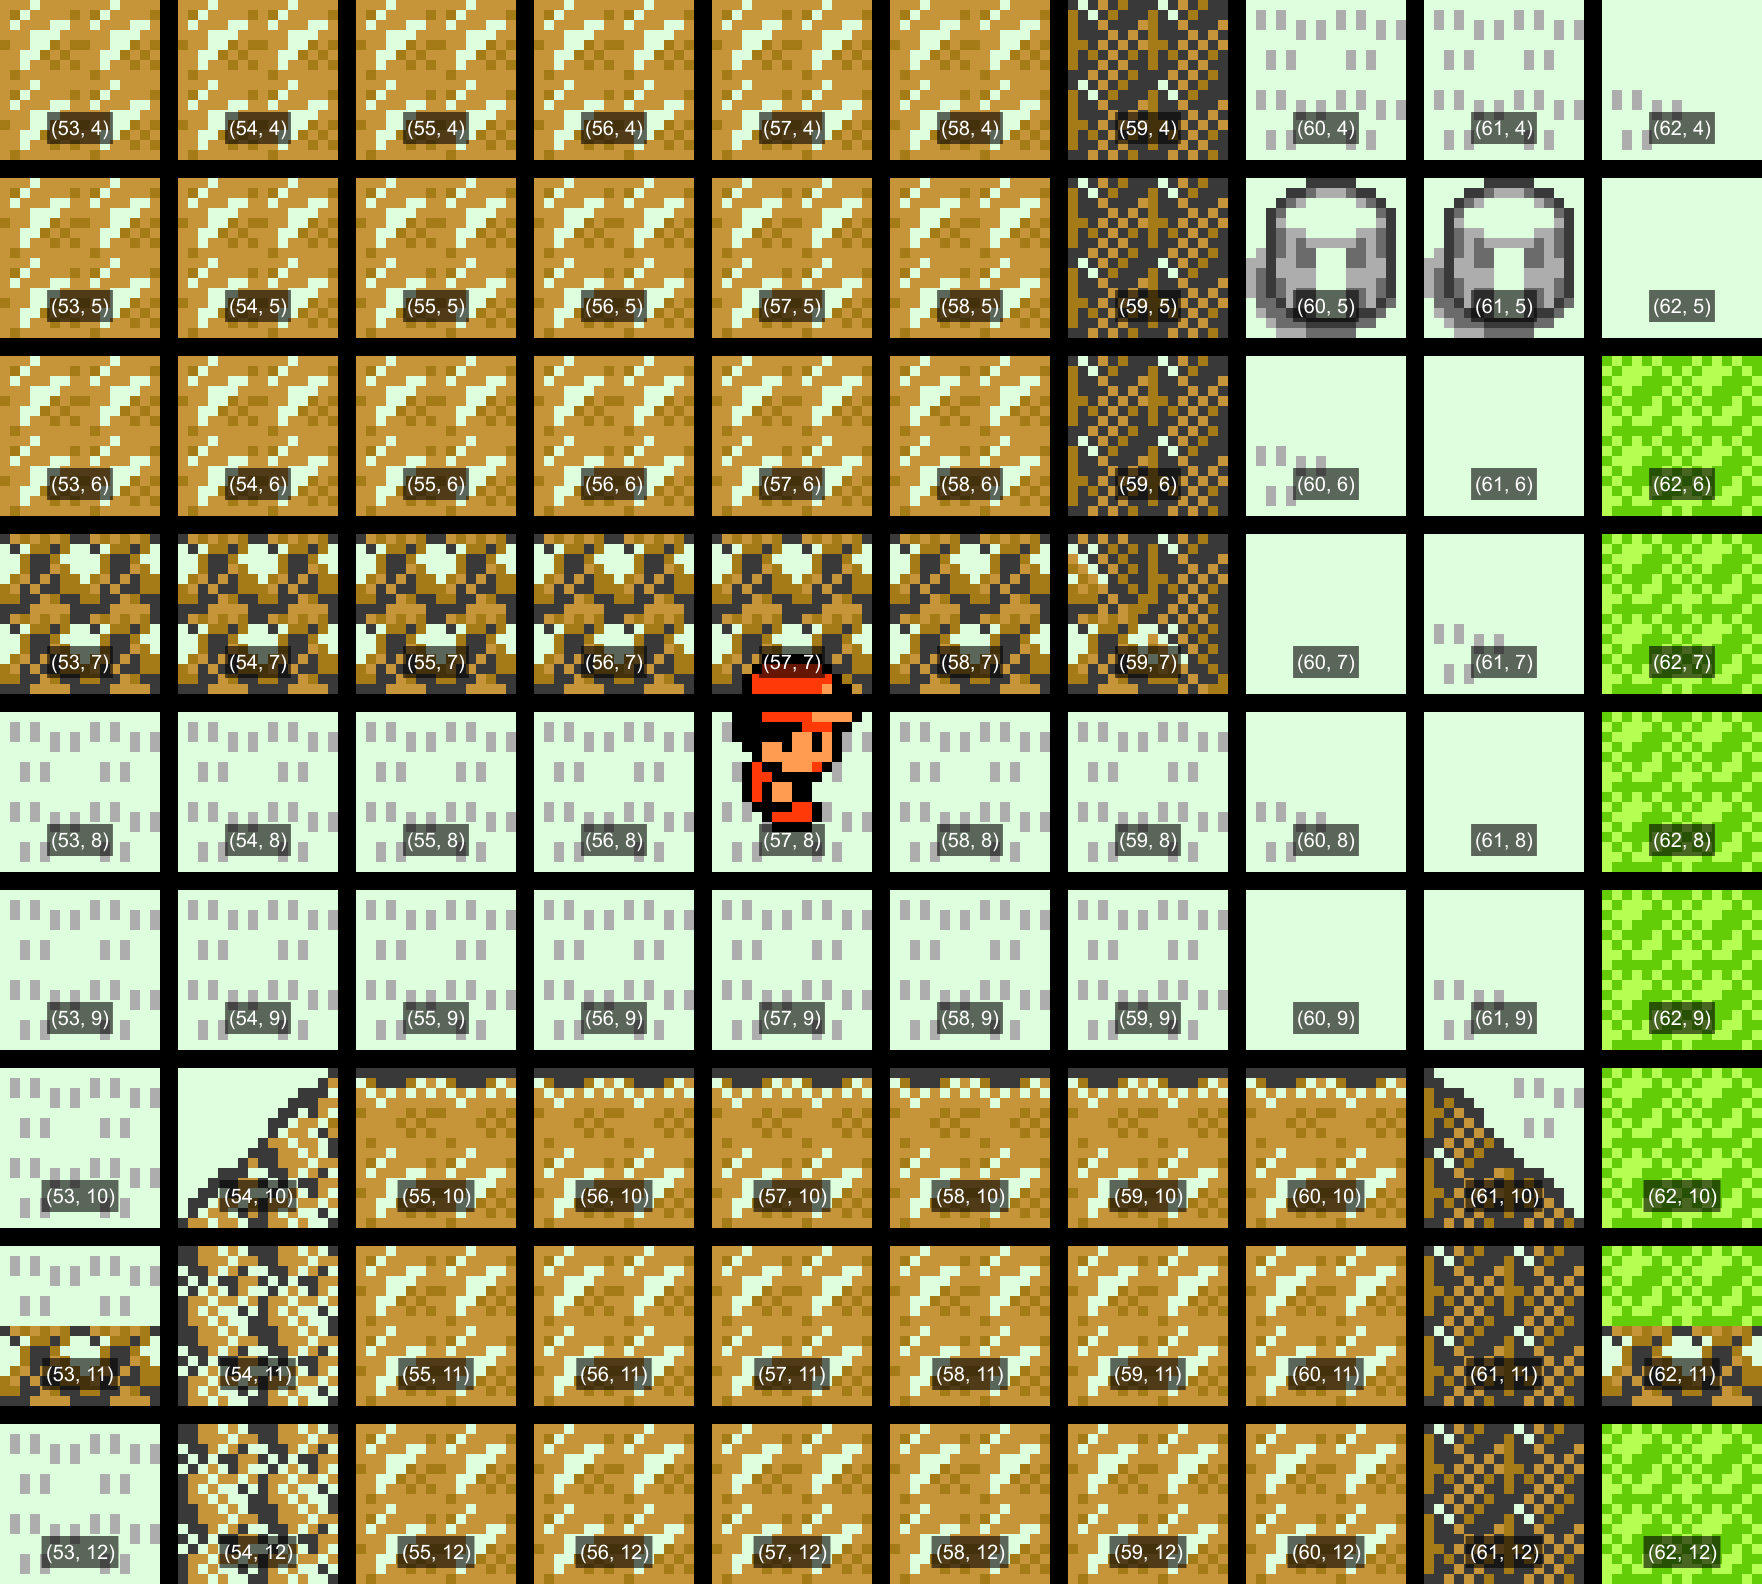 (53, 4) (54, 4) (55, 4) (56, 4) (57, 4) (58, 4) (59, 4) (60, 4) (61, 4) (62, 4)
(53, 5) (54, 5) (55, 5) (56, 5) (57, 5) (58, 5) (59, 5) (60, 5) (61, 5) (62, 5)
(53, 6) (54, 6) (55, 6) (56, 6) (57, 6) (58, 6) (59, 6) (60, 6) (61, 6) (62, 6)
(53, 7) (54, 7) (55, 7) (56, 7) (57, 7) (58, 7) (59, 7) (60, 7) (61, 7) (62, 7)
(53, 8) (54, 8) (55, 8) (56, 8) (57, 8) (58, 8) (59, 8) (60, 8) (61, 8) (62, 8)
(53, 9) (54, 9) (55, 9) (56, 9) (57, 9) (58, 9) (59, 9) (60, 9) (61, 9) (62, 9)
(53, 10) (54, 10) (55, 10) (56, 10) (57, 10) (58, 10) (59, 10) (60, 10) (61, 10) (62, 10)
(53, 11) (54, 11) (55, 11) (56, 11) (57, 11) (58, 11) (59, 11) (60, 11) (61, 11) (62, 11)
(53, 12) (54, 12) (55, 12) (56, 12) (57, 12) (58, 12) (59, 12) (60, 12) (61, 12) (62, 12)